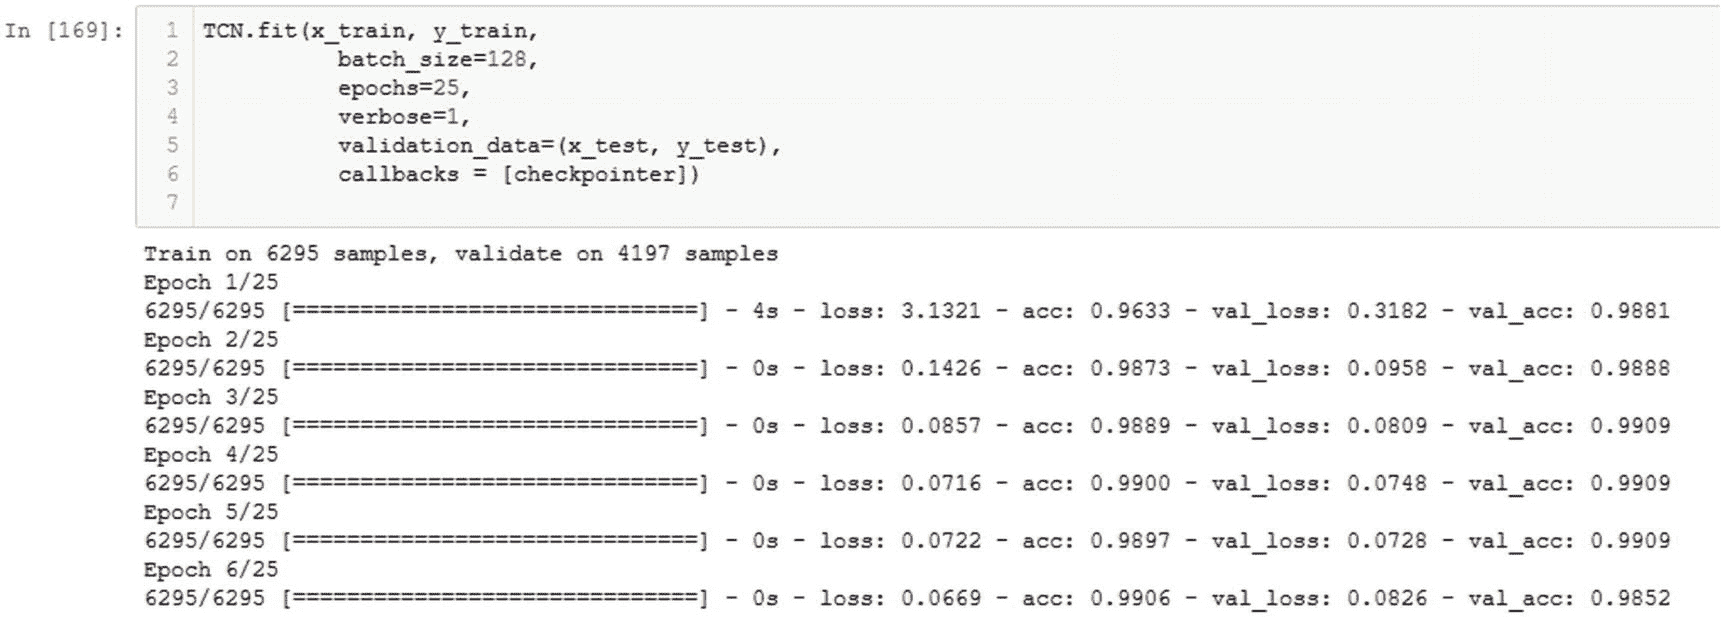 In [169]:
1 TCN.fit(x_train, y_train,
2 batch_size=128,
3 epochs=25,
4 verbose=1,
5 validation_data=(x_test, y_test),
6 callbacks = [checkpointer])
7
Train on 6295 samples, validate on 4197 samples
Epoch 1/25
6295/6295 [==============================] - 4s - loss: 3.1321 - acc: 0.9633 - val_loss: 0.3182 - val_acc: 0.9881
Epoch 2/25
6295/6295 [==============================] - 0s - loss: 0.1426 - acc: 0.9873 - val_loss: 0.0958 - val_acc: 0.9888
Epoch 3/25
6295/6295 [==============================] - 0s - loss: 0.0857 - acc: 0.9889 - val_loss: 0.0809 - val_acc: 0.9909
Epoch 4/25
6295/6295 [==============================] - 0s - loss: 0.0716 - acc: 0.9900 - val_loss: 0.0748 - val_acc: 0.9909
Epoch 5/25
6295/6295 [==============================] - 0s - loss: 0.0722 - acc: 0.9897 - val_loss: 0.0728 - val_acc: 0.9909
Epoch 6/25
6295/6295 [==============================] - 0s - loss: 0.0669 - acc: 0.9906 - val_loss: 0.0826 - val_acc: 0.9852